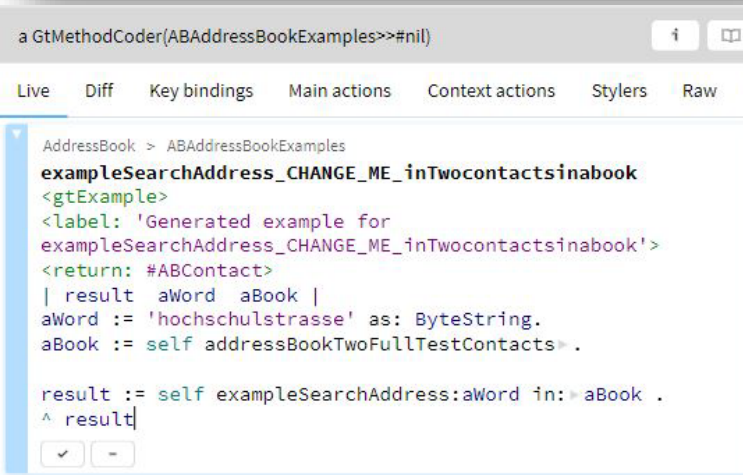 a GtMethodCoder(ABAddressBookExamples>>#nil)
i
Live Diff Key bindings Main actions Context actions Stylers Raw
AddressBook > ABAddressBookExamples
exampleSearchAddress_CHANGE_ME_inTwocontactsinabook
<gtExample>
<label: 'Generated example for
exampleSearchAddress_CHANGE_ME_inTwocontactsinabook'>
<return: #ABContact>
| result aWord aBook |
aWord := 'hochschulstrasse' as: ByteString.
aBook := self addressBookTwoFullTestContacts .
result := self exampleSearchAddress:aWord in: aBook .
^ result